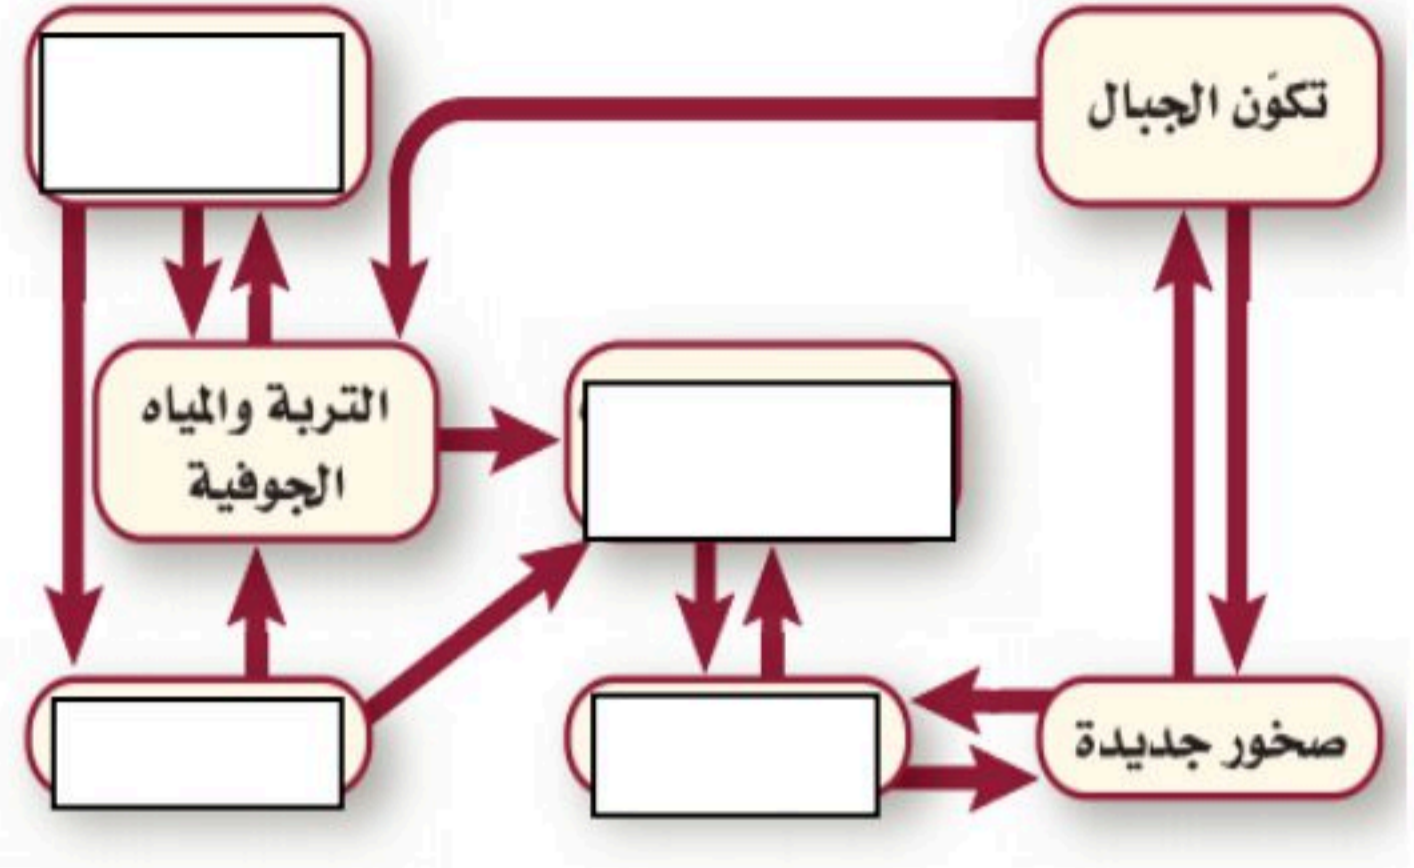 تكوّن الجبال
التربة والمياه
الجوفية
صخور جديدة